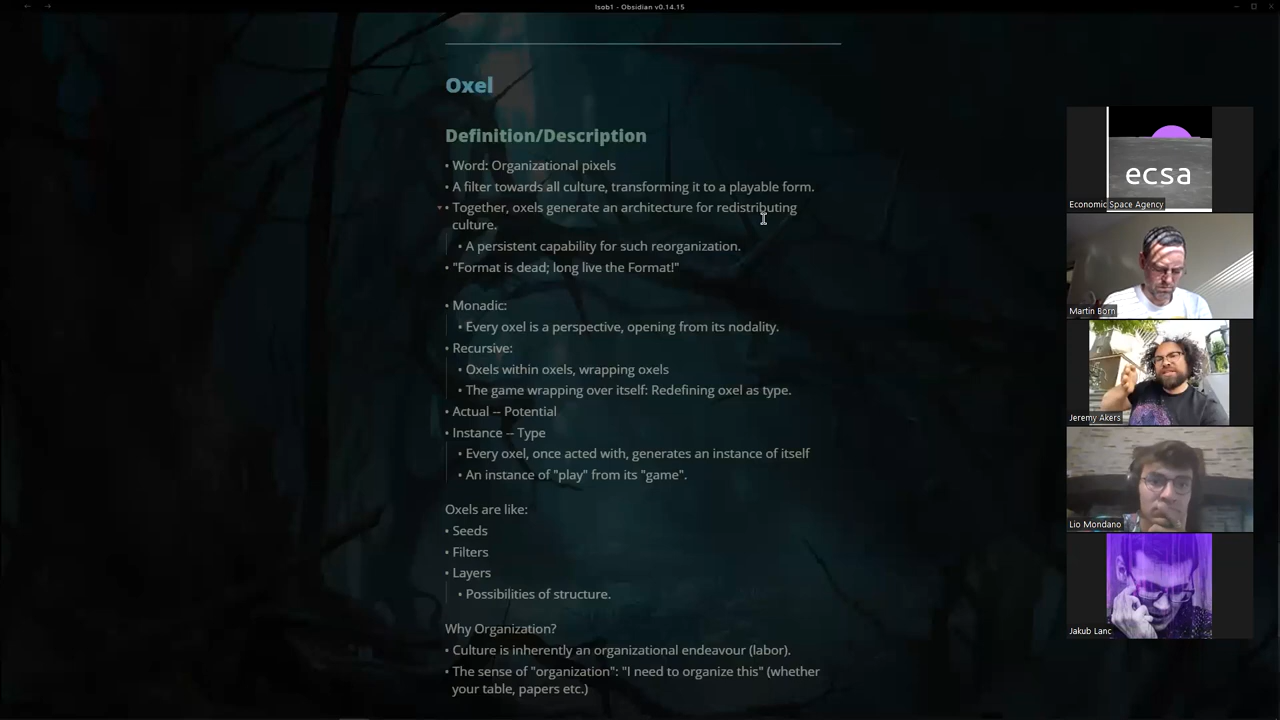 lsob1 - Obsidian v0.14.15
Oxel
Definition/Description
• Word: Organizational pixels
• A filter towards all culture, transforming it to a playable form.
• Together, oxels generate an architecture for redistributing
culture.
• A persistent capability for such reorganization.
• "Format is dead; long live the Format!"
• Monadic:
• Every oxel is a perspective, opening from its nodality.
• Recursive:
• Oxels within oxels, wrapping oxels
• The game wrapping over itself: Redefining oxel as type.
• Actual -- Potential
• Instance -- Type
• Every oxel, once acted with, generates an instance of itself
• An instance of "play" from its "game".
Oxels are like:
• Seeds
• Filters
• Layers
• Possibilities of structure.
Why Organization?
• Culture is inherently an organizational endeavour (labor).
• The sense of "organization": "I need to organize this" (whether
your table, papers etc.)
ecsa
Economic Space Agency
Martin Born
Jeremy Akers
Lio Mondano
Jakub Lanc